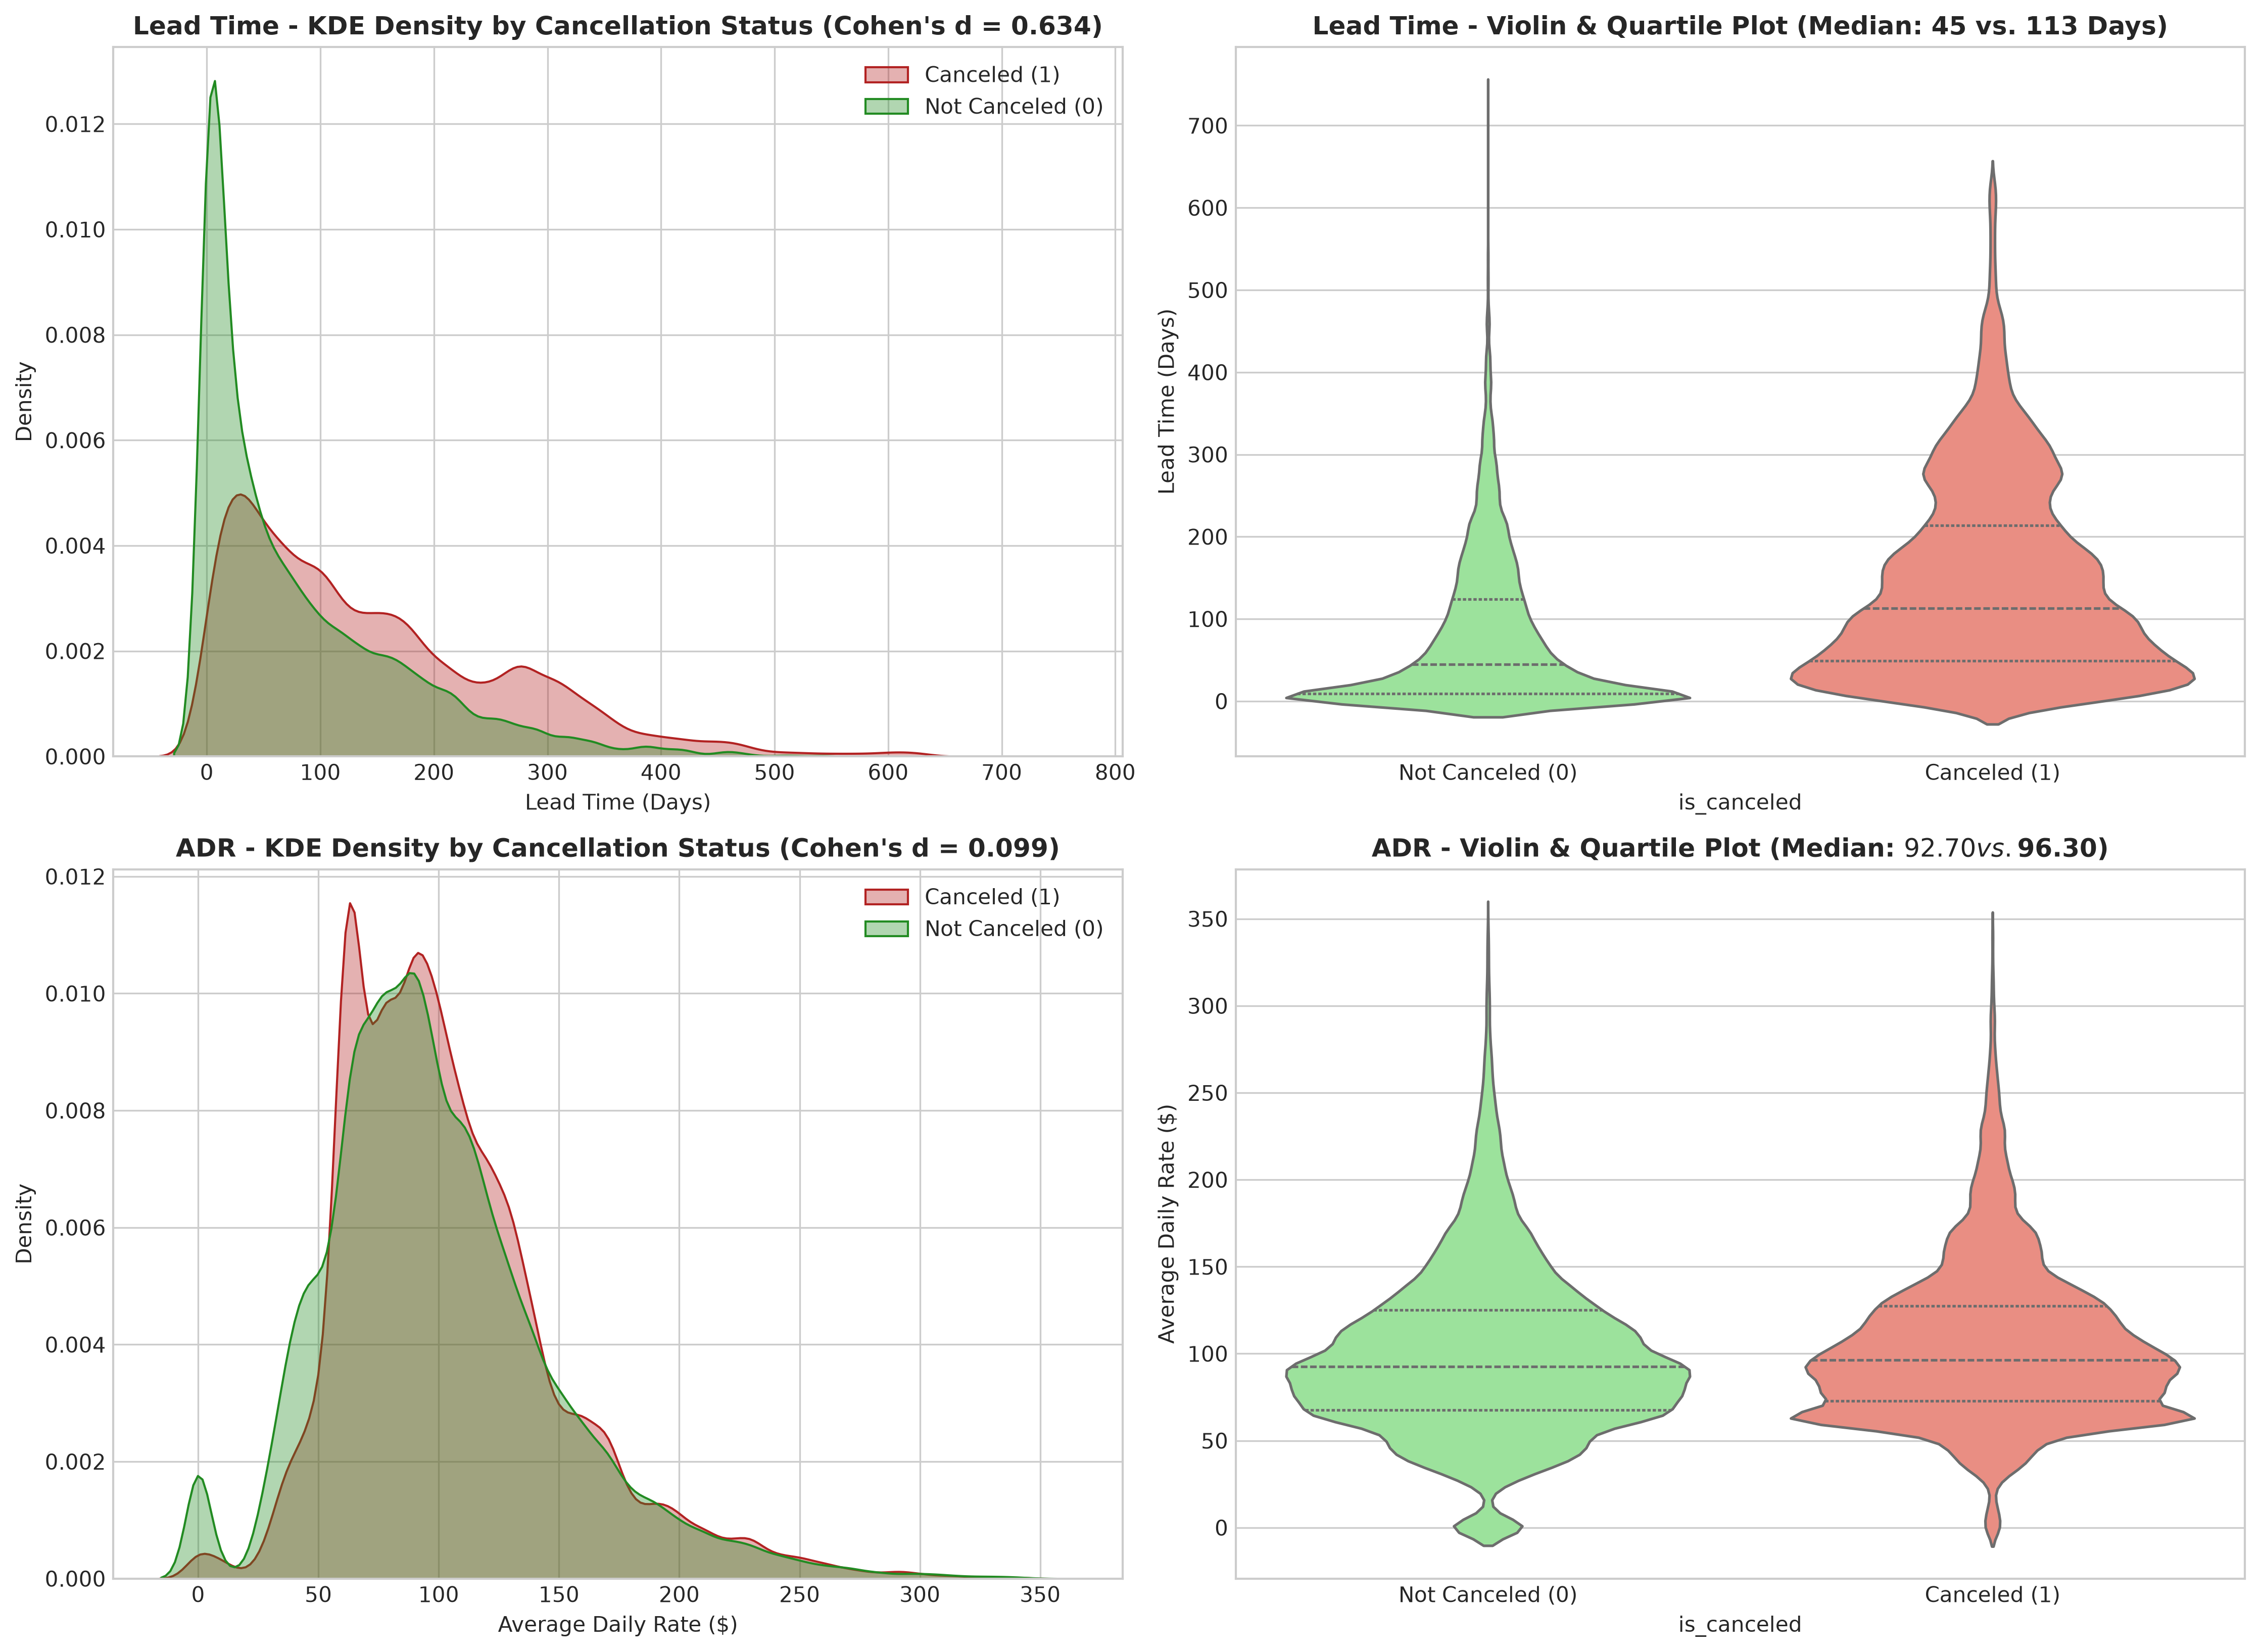 Lead Time - KDE Density by Cancellation Status (Cohen's d = 0.634)
Canceled (1)
Not Canceled (0)
Density
0.012
0.010
0.008
0.006
0.004
0.002
0.000
0 100 200 300 400 500 600 700 800
Lead Time (Days)
Lead Time - Violin & Quartile Plot (Median: 45 vs. 113 Days)
Lead Time (Days)
700
600
500
400
300
200
100
0
Not Canceled (0) Canceled (1)
is_canceled
ADR - KDE Density by Cancellation Status (Cohen's d = 0.099)
Canceled (1)
Not Canceled (0)
Density
0.012
0.010
0.008
0.006
0.004
0.002
0.000
0 50 100 150 200 250 300 350
Average Daily Rate ($)
ADR - Violin & Quartile Plot (Median: 92.70vs.96.30)
Average Daily Rate ($)
350
300
250
200
150
100
50
0
Not Canceled (0) Canceled (1)
is_canceled